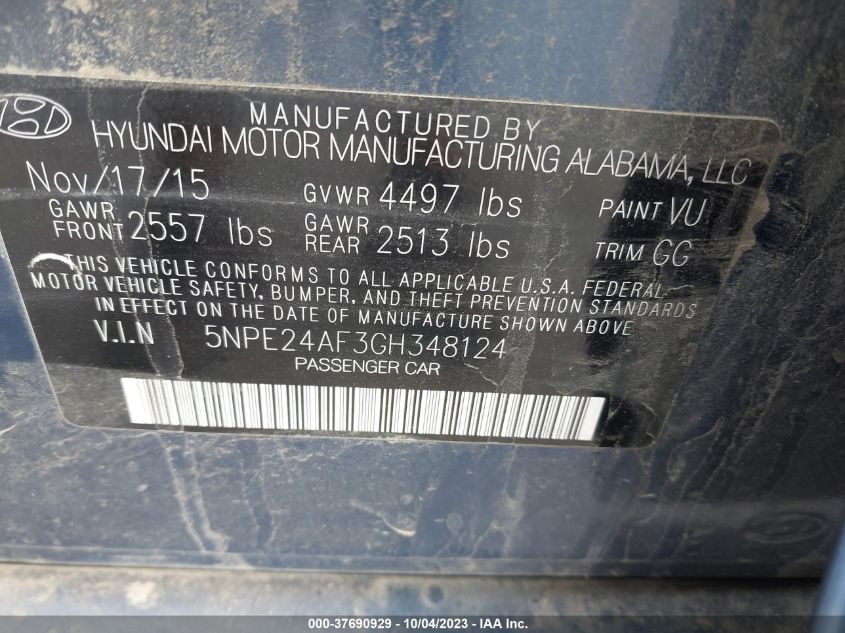 MANUFACTURED BY
HYUNDAI MOTOR MANUFACTURING ALABAMA, LLC
Nov/17/15 GVWR 4497 lbs PAINT VU
GAWR FRONT 2557 lbs GAWR REAR 2513 lbs TRIM GG
THIS VEHICLE CONFORMS TO ALL APPLICABLE U.S.A. FEDERAL
MOTOR VEHICLE SAFETY, BUMPER, AND THEFT PREVENTION STANDARDS
IN EFFECT ON THE DATE OF MANUFACTURE SHOWN ABOVE
V.I.N 5NPE24AF3GH348124
PASSENGER CAR
000-37690929 - 10/04/2023 - IAA Inc.